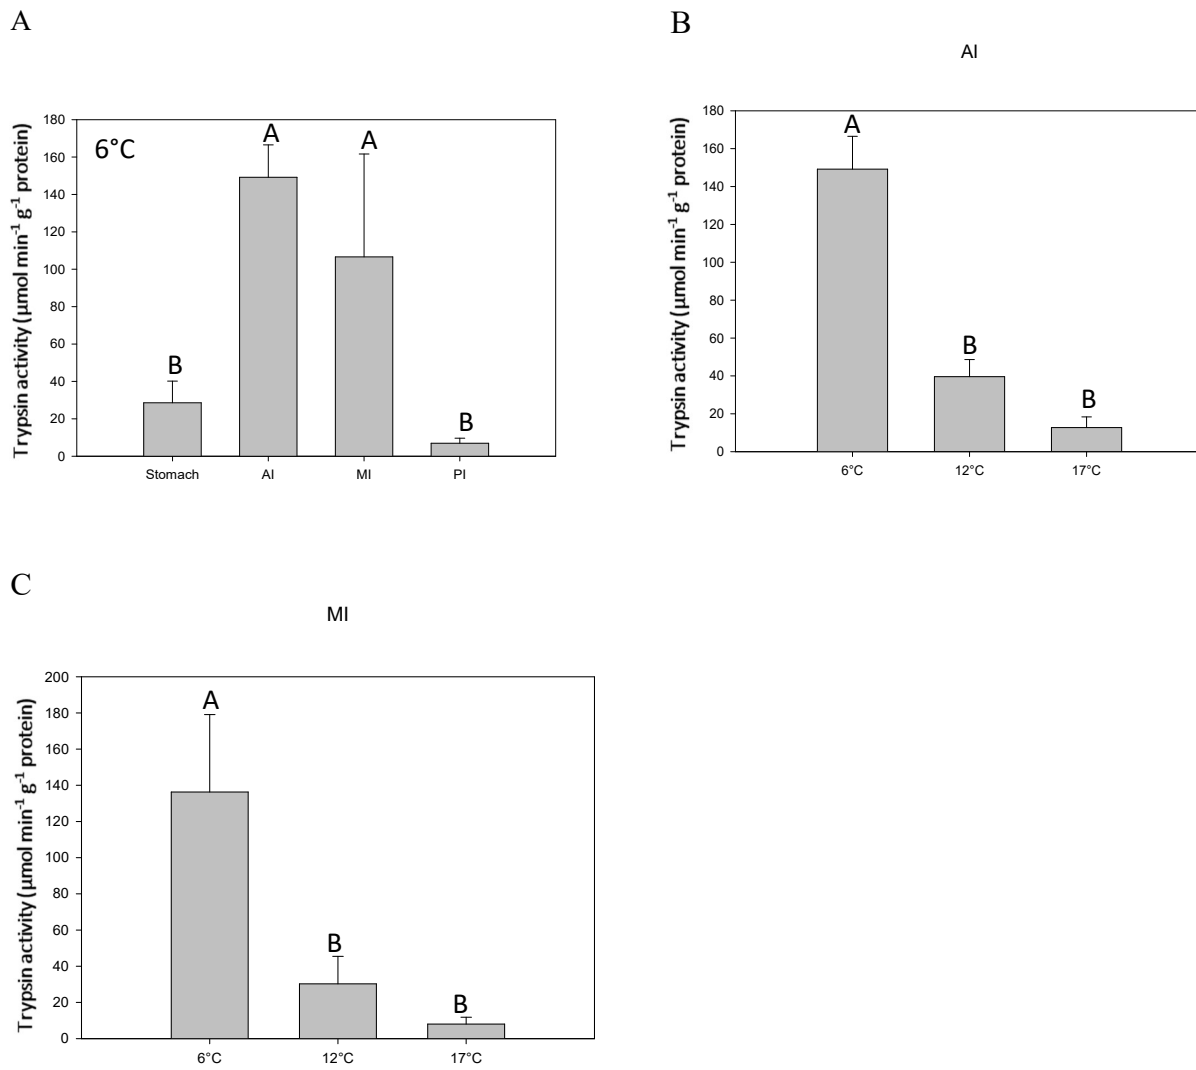 A
6°C
Trypsin activity (µmol min⁻¹ g⁻¹ protein)
180
160
140
120
100
80
60
40
20
0
B
A
A
B
Stomach AI MI PI
B
AI
Trypsin activity (µmol min⁻¹ g⁻¹ protein)
180
160
140
120
100
80
60
40
20
0
A
B
B
6°C 12°C 17°C
C
MI
Trypsin activity (µmol min⁻¹ g⁻¹ protein)
200
180
160
140
120
100
80
60
40
20
0
A
B
B
6°C 12°C 17°C